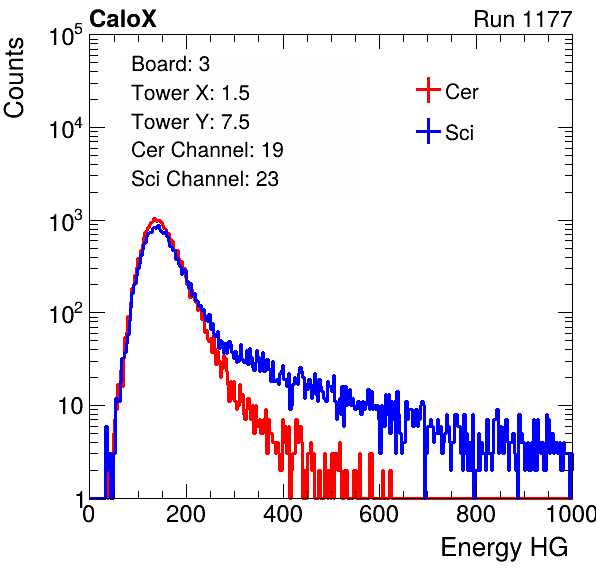 CaloX Run 1177
Counts
10^5
10^4
10^3
10^2
10
1
Board: 3
Tower X: 1.5
Tower Y: 7.5
Cer Channel: 19
Sci Channel: 23
Cer
Sci
0 200 400 600 800 1000
Energy HG